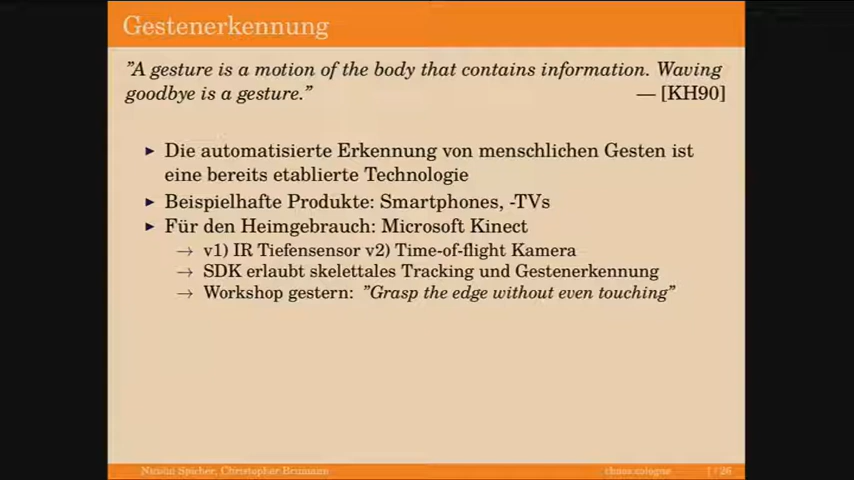 Gestenerkennung
"A gesture is a motion of the body that contains information. Waving
goodbye is a gesture." — [KH90]
▶ Die automatisierte Erkennung von menschlichen Gesten ist
eine bereits etablierte Technologie
▶ Beispielhafte Produkte: Smartphones, -TVs
▶ Für den Heimgebrauch: Microsoft Kinect
→ v1) IR Tiefensensor v2) Time-of-flight Kamera
→ SDK erlaubt skelettales Tracking und Gestenerkennung
→ Workshop gestern: "Grasp the edge without even touching"
Nicolai Spicher, Christopher Brumann chaos.cologne 1 / 26